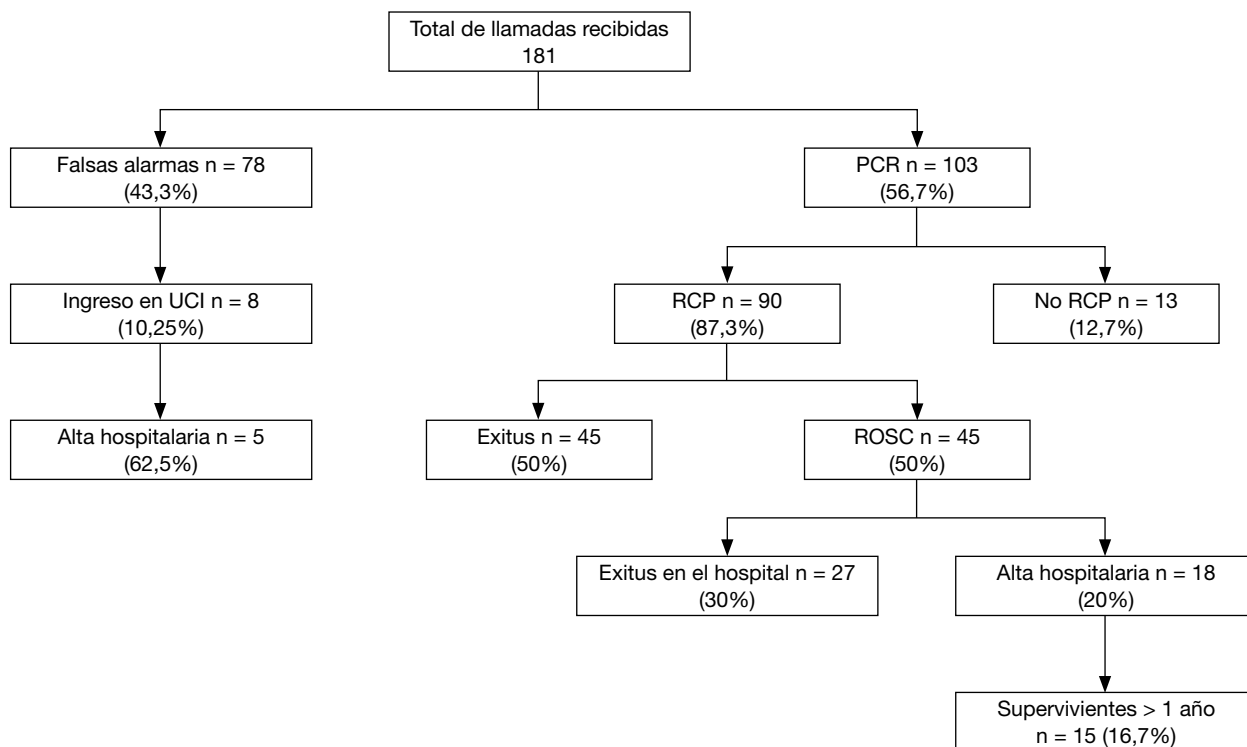 Total de llamadas recibidas
181
Falsas alarmas n = 78
(43,3%)
PCR n = 103
(56,7%)
Ingreso en UCI n = 8
(10,25%)
RCP n = 90
(87,3%)
No RCP n = 13
(12,7%)
Alta hospitalaria n = 5
(62,5%)
Exitus n = 45
(50%)
ROSC n = 45
(50%)
Exitus en el hospital n = 27
(30%)
Alta hospitalaria n = 18
(20%)
Supervivientes > 1 año
n = 15 (16,7%)